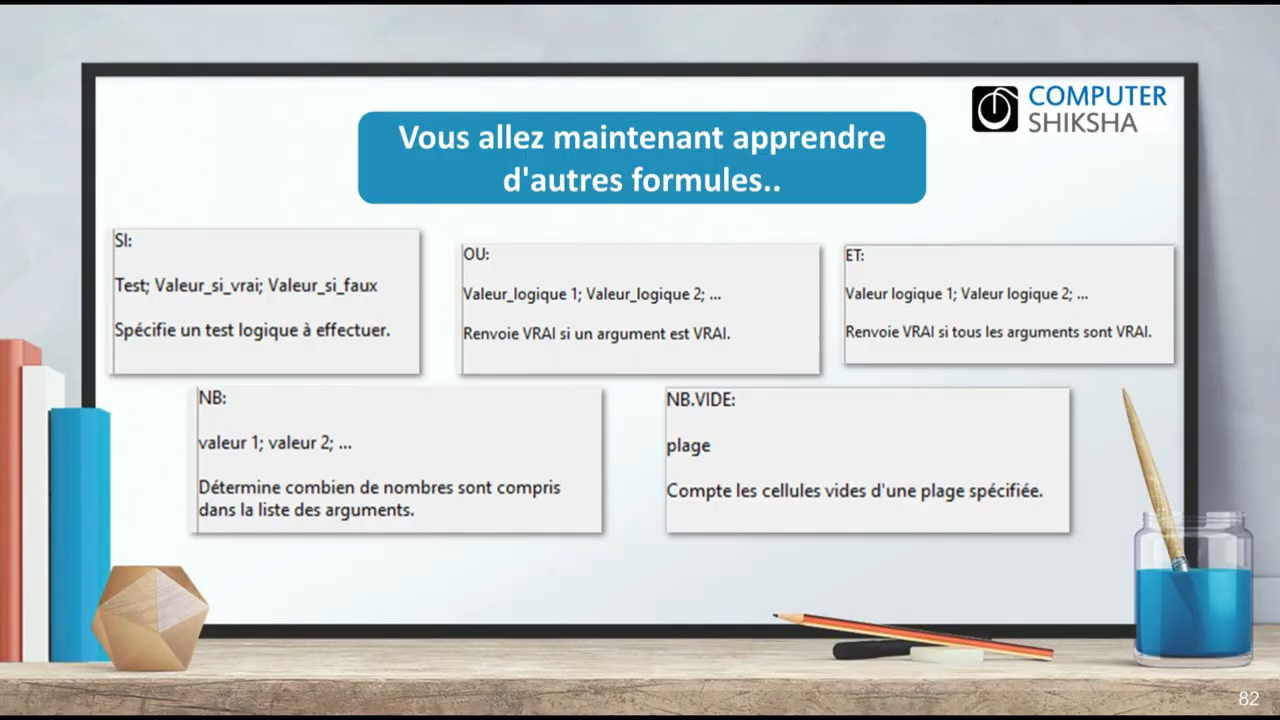 COMPUTER
SHIKSHA
Vous allez maintenant apprendre
d'autres formules..
SI:
Test; Valeur_si_vrai; Valeur_si_faux
Spécifie un test logique à effectuer.
OU:
Valeur_logique 1; Valeur_logique 2; ...
Renvoie VRAI si un argument est VRAI.
ET:
Valeur logique 1; Valeur logique 2; ...
Renvoie VRAI si tous les arguments sont VRAI.
NB:
valeur 1; valeur 2; ...
Détermine combien de nombres sont compris
dans la liste des arguments.
NB.VIDE:
plage
Compte les cellules vides d'une plage spécifiée.
82